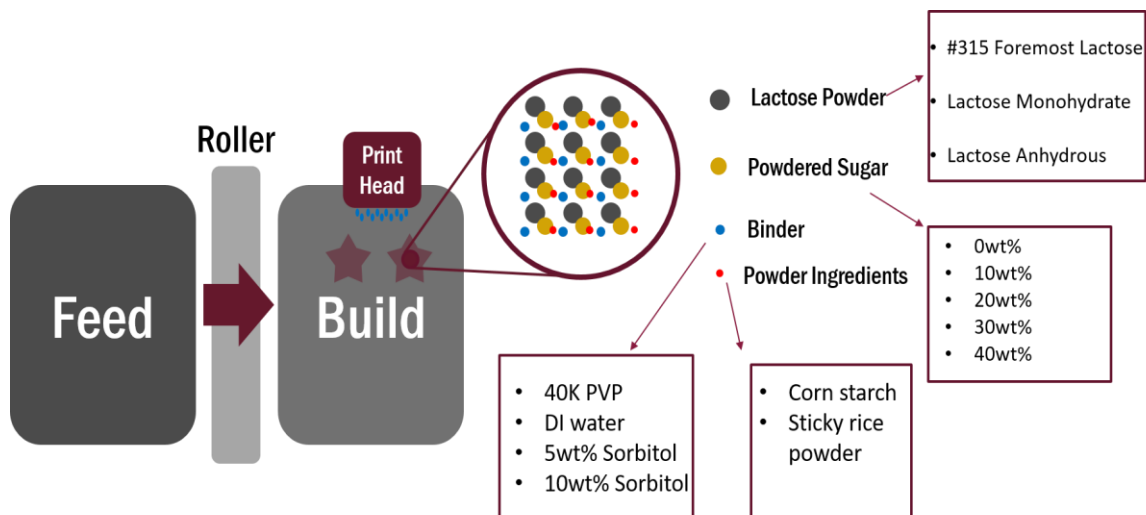 Feed
Roller
Print
Head
Build
Lactose Powder
Powdered Sugar
Binder
Powder Ingredients
• #315 Foremost Lactose
• Lactose Monohydrate
• Lactose Anhydrous
• 0wt%
• 10wt%
• 20wt%
• 30wt%
• 40wt%
• 40K PVP
• DI water
• 5wt% Sorbitol
• 10wt% Sorbitol
• Corn starch
• Sticky rice
powder